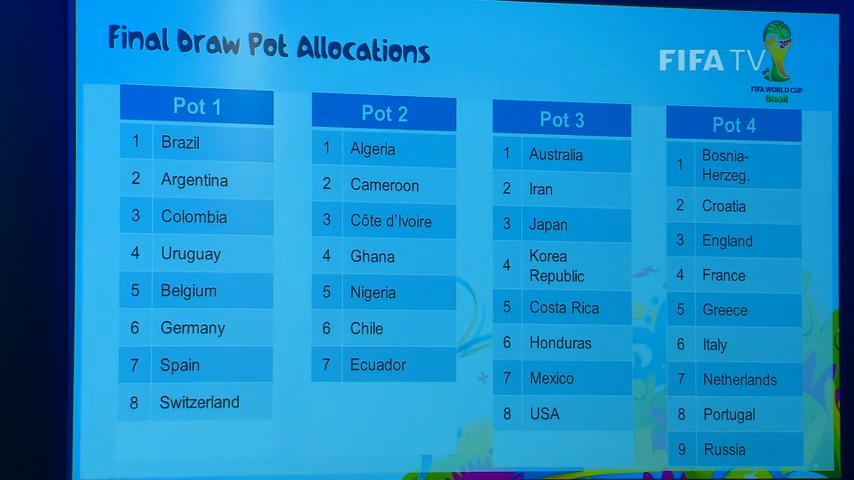 Final Draw Pot Allocations
FIFA TV
2014
FIFA WORLD CUP
Brasil
Pot 1
1 Brazil
2 Argentina
3 Colombia
4 Uruguay
5 Belgium
6 Germany
7 Spain
8 Switzerland
Pot 2
1 Algeria
2 Cameroon
3 Côte d'Ivoire
4 Ghana
5 Nigeria
6 Chile
7 Ecuador
Pot 3
1 Australia
2 Iran
3 Japan
4 Korea
Republic
5 Costa Rica
6 Honduras
7 Mexico
8 USA
Pot 4
1 Bosnia-
Herzeg.
2 Croatia
3 England
4 France
5 Greece
6 Italy
7 Netherlands
8 Portugal
9 Russia